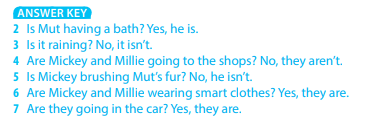 ANSWER KEY
2 Is Mut having a bath? Yes, he is.
3 Is it raining? No, it isn't.
4 Are Mickey and Millie going to the shops? No, they aren't.
5 Is Mickey brushing Mut's fur? No, he isn't.
6 Are Mickey and Millie wearing smart clothes? Yes, they are.
7 Are they going in the car? Yes, they are.